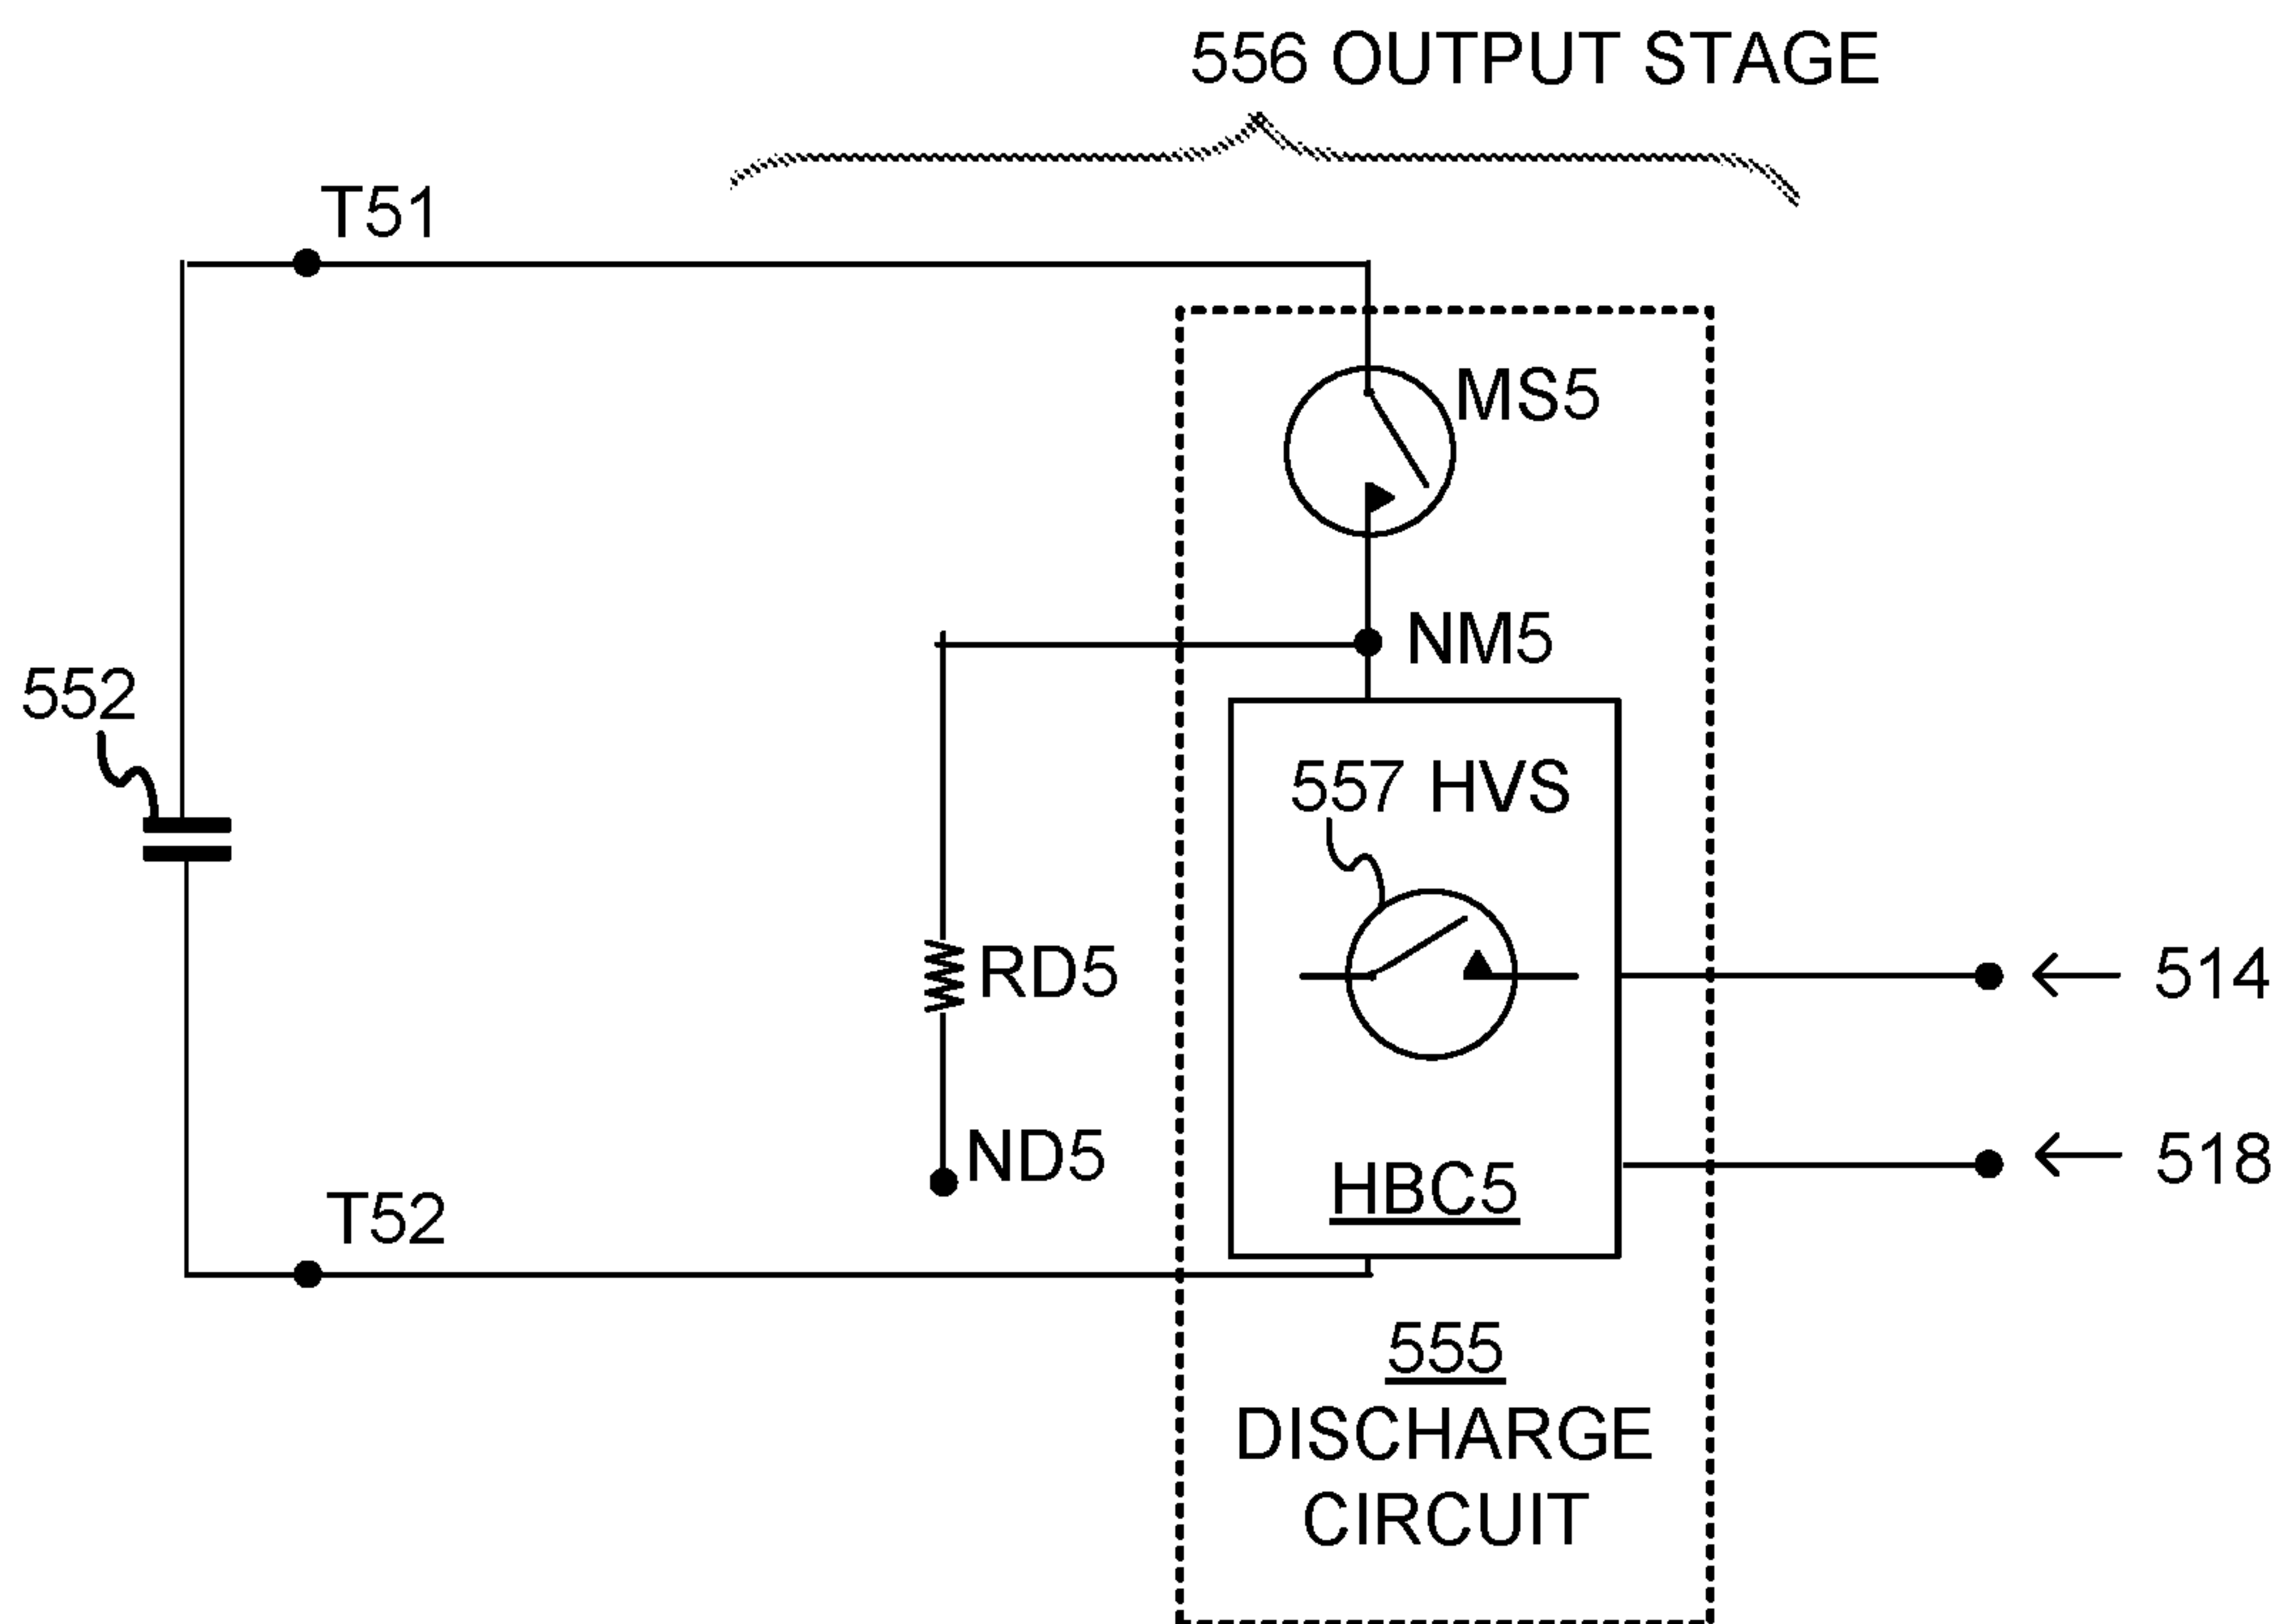 556 OUTPUT STAGE
T51
MS5
NM5
552
557 HVS
RD5
514
ND5
HBC5
518
T52
555
DISCHARGE
CIRCUIT